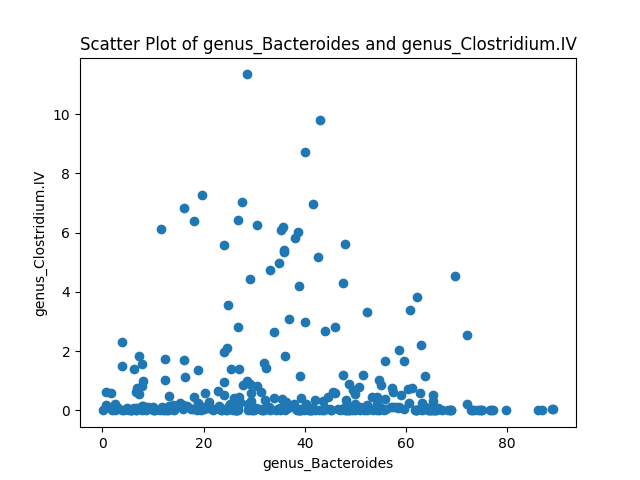 Scatter Plot of genus_Bacteroides and genus_Clostridium.IV
10
8
6
4
2
0
genus_Clostridium.IV
0 20 40 60 80
genus_Bacteroides